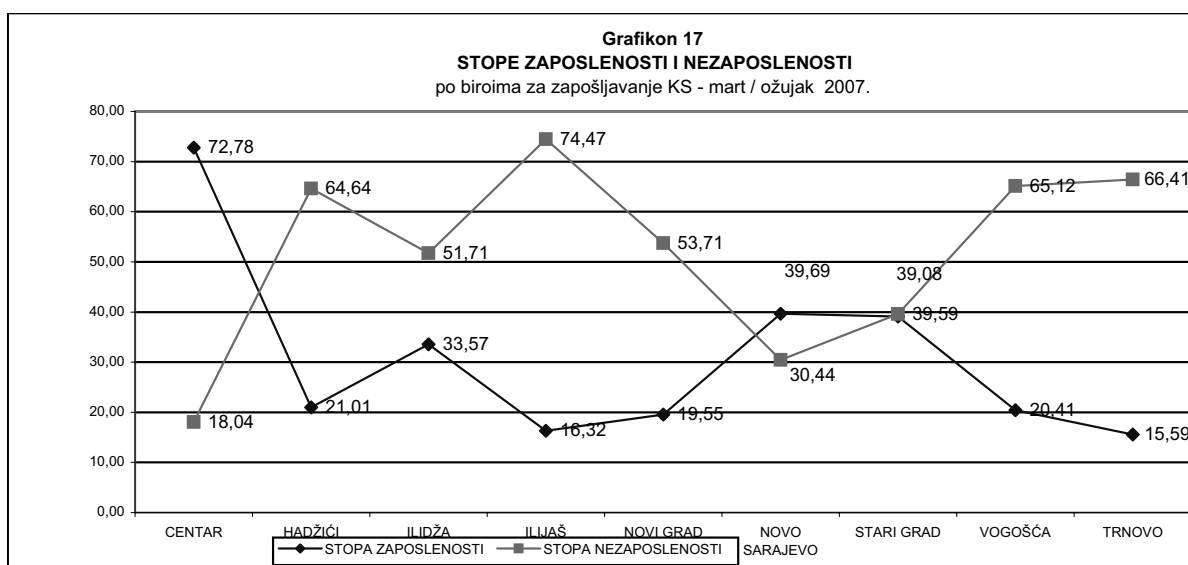 Grafikon 17
STOPE ZAPOSLENOSTI I NEZAPOSLENOSTI
po biroima za zapošljavanje KS - mart / ožujak 2007.
80,00
70,00
60,00
50,00
40,00
30,00
20,00
10,00
0,00
72,78
18,04
64,64
21,01
51,71
33,57
74,47
16,32
53,71
19,55
39,69
30,44
39,08
39,59
65,12
20,41
66,41
15,59
CENTAR
HADŽIĆI
ILIDŽA
ILIJAŠ
NOVI GRAD
NOVO
SARAJEVO
STARI GRAD
VOGOŠĆA
TRNOVO
STOPA ZAPOSLENOSTI
STOPA NEZAPOSLENOSTI